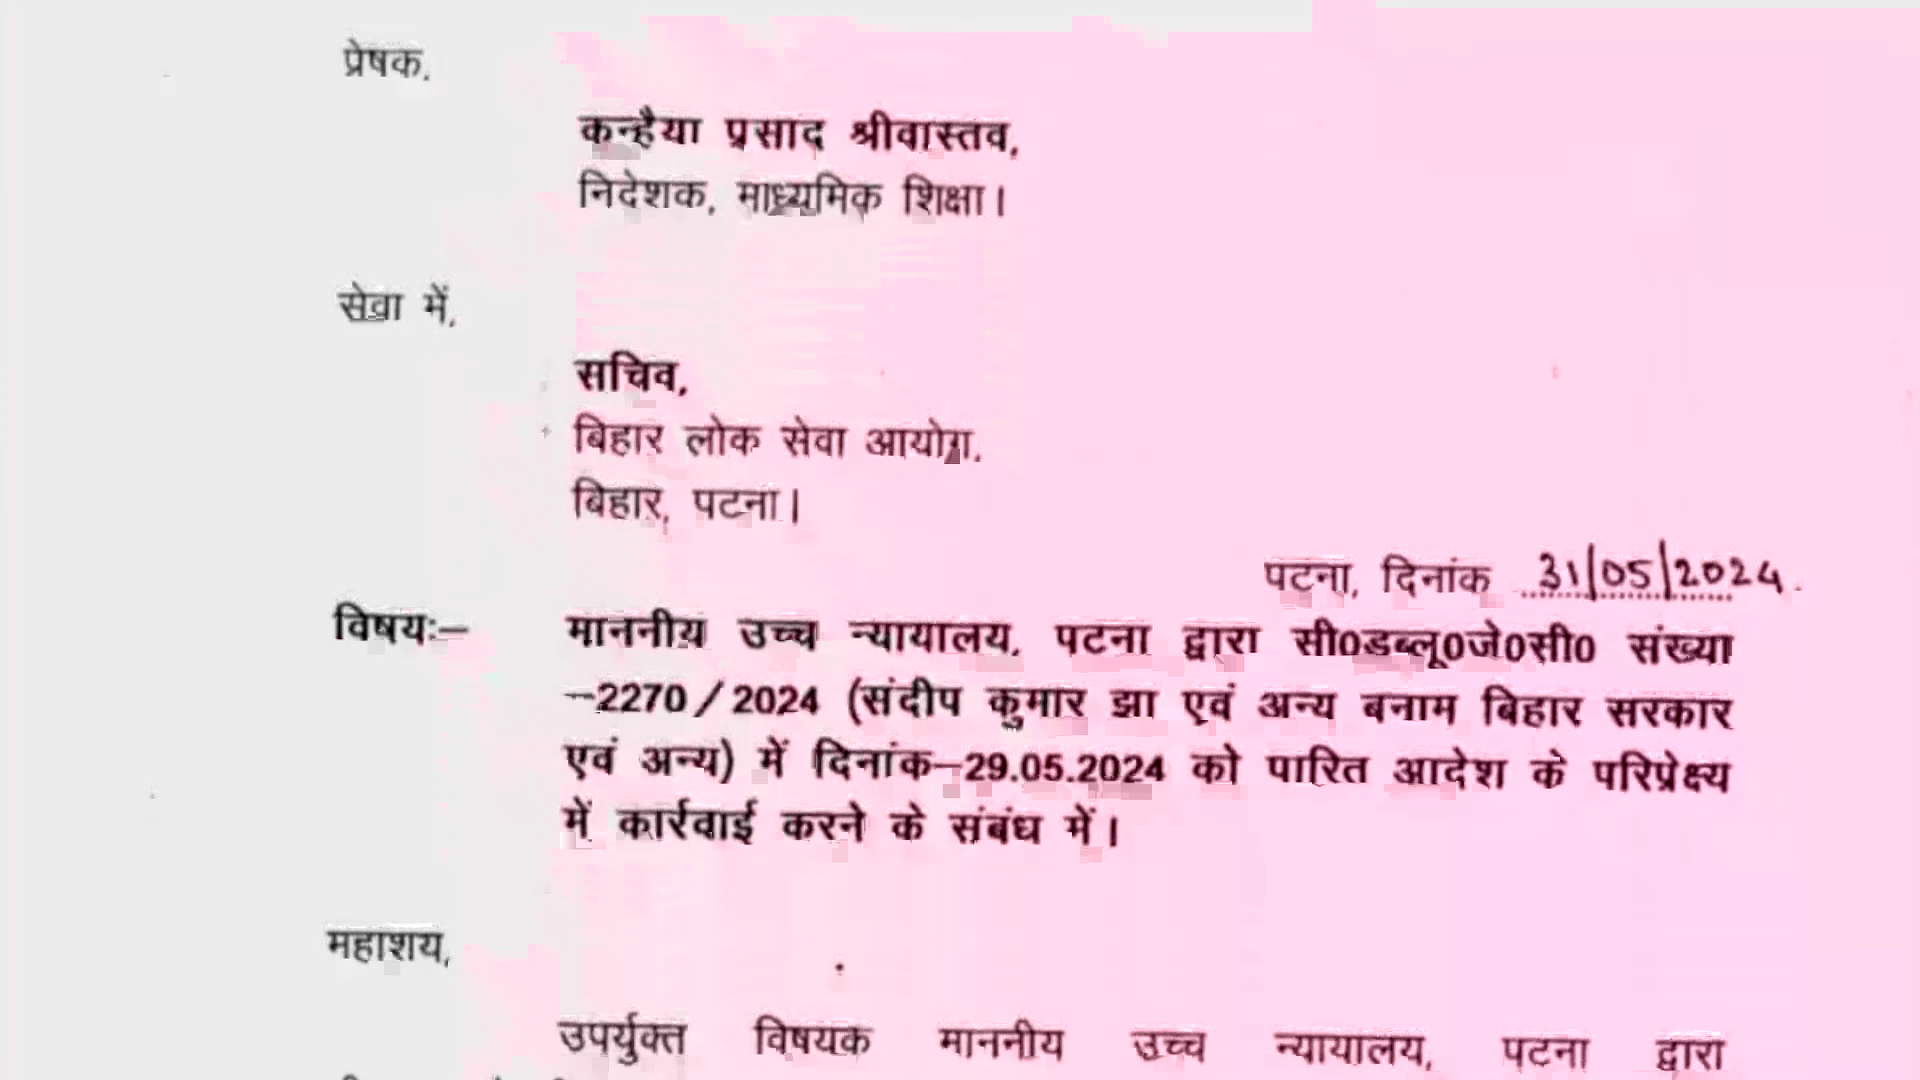 प्रेषक,
कन्हैया प्रसाद श्रीवास्तव,
निदेशक, माध्यमिक शिक्षा।
सेवा में,
सचिव,
बिहार लोक सेवा आयोग,
बिहार, पटना।
पटना, दिनांक 31/05/2024.
विषयः– माननीय उच्च न्यायालय, पटना द्वारा सी0डब्लू0जे0सी0 संख्या
–2270/2024 (संदीप कुमार झा एवं अन्य बनाम बिहार सरकार
एवं अन्य) में दिनांक–29.05.2024 को पारित आदेश के परिप्रेक्ष्य
में कार्रवाई करने के संबंध में।
महाशय,
उपर्युक्त विषयक माननीय उच्च न्यायालय, पटना द्वारा